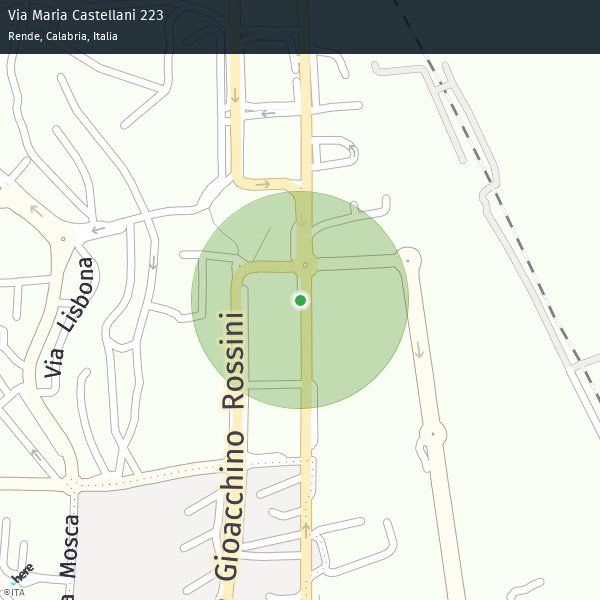 Via Maria Castellani 223
Rende, Calabria, Italia
Via Lisbona
Gioacchino Rossini
a Mosca
here
©ITA